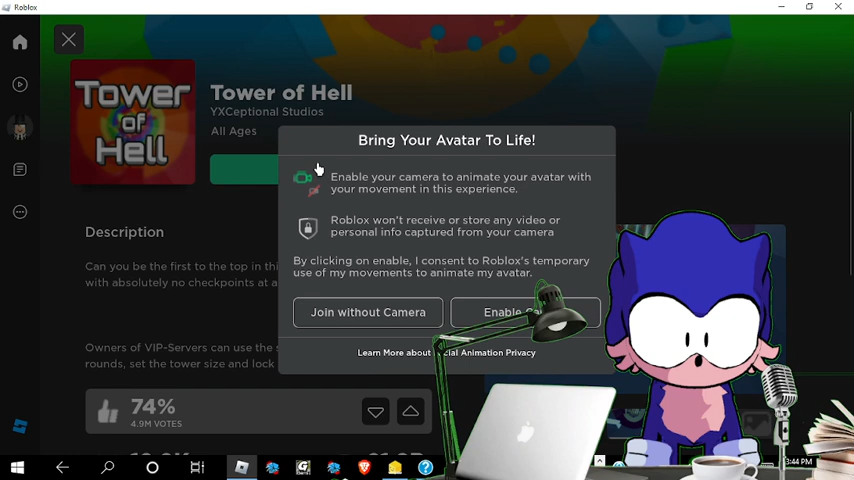 Roblox
Tower of Hell
YXCeptional Studios
All Ages
Tower
of
Hell
Bring Your Avatar To Life!
Enable your camera to animate your avatar with
your movement in this experience.
Roblox won't receive or store any video or
personal info captured from your camera
By clicking on enable, I consent to Roblox's temporary
use of my movements to animate my avatar.
Join without Camera
Enable
Learn More about
Animation Privacy
Description
Can you be the first to the top in
with absolutely no checkpoints at
Owners of VIP-Servers can use the
rounds, set the tower size and lock
74%
4.9M VOTES
:44 PM